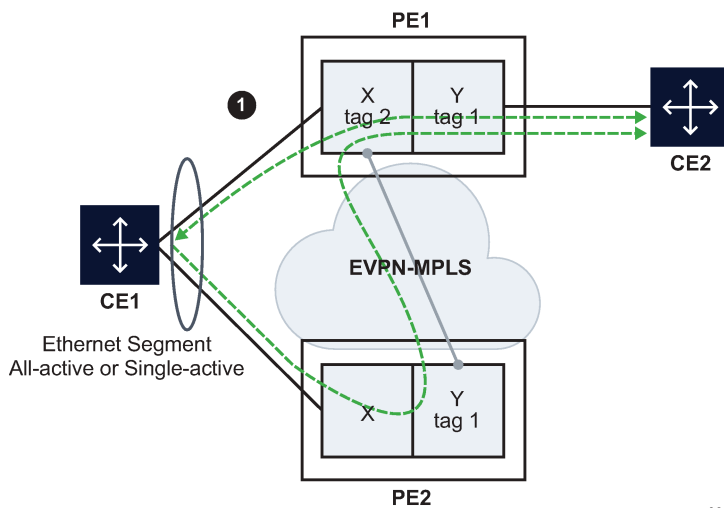 PE1
1
X
tag 2
Y
tag 1
CE2
EVPN-MPLS
CE1
Ethernet Segment
All-active or Single-active
X
Y
tag 1
PE2